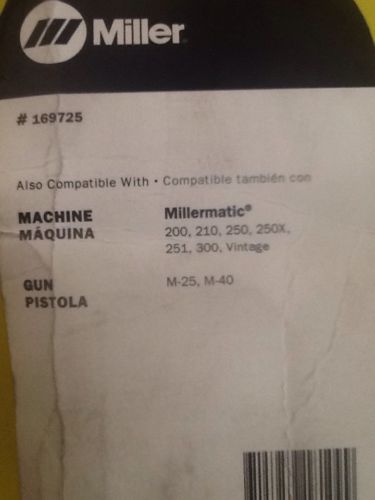 Miller
# 169725
Also Compatible With • Compatible también con
MACHINE Millermatic®
MÁQUINA 200, 210, 250, 250X,
251, 300, Vintage
GUN M-25, M-40
PISTOLA